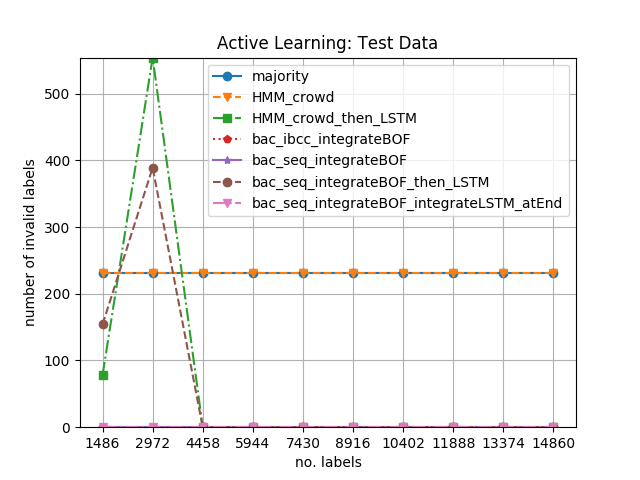 Active Learning: Test Data
number of invalid labels
500
400
300
200
100
0
majority
HMM_crowd
HMM_crowd_then_LSTM
bac_ibcc_integrateBOF
bac_seq_integrateBOF
bac_seq_integrateBOF_then_LSTM
bac_seq_integrateBOF_integrateLSTM_atEnd
1486 2972 4458 5944 7430 8916 10402 11888 13374 14860
no. labels